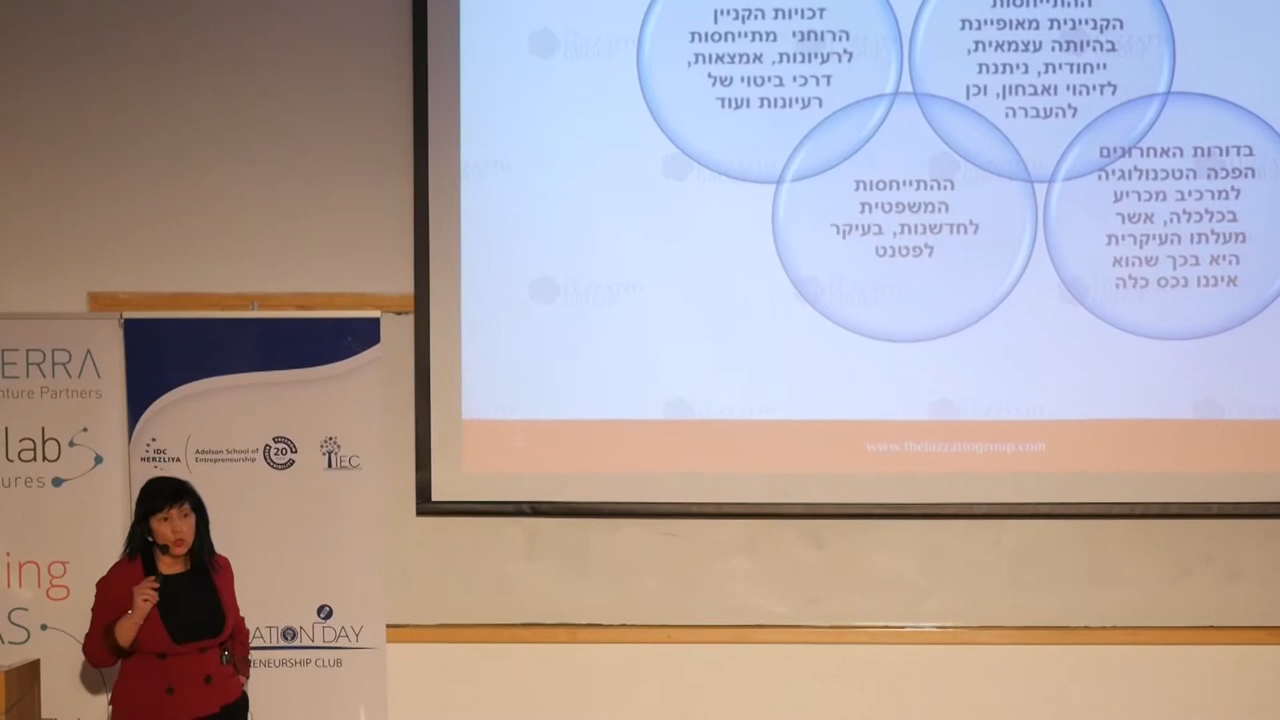 ההתייחסות
הקניינית מאופיינת
בהיותה עצמאית,
ייחודית, ניתנת
לזיהוי ואבחון, וכן
להעברה
זכויות הקניין
הרוחני מתייחסות
לרעיונות, אמצאות,
דרכי ביטוי של
רעיונות ועוד
בדורות האחרונים
הפכה הטכנולוגיה
למרכיב מכריע
בכלכלה, אשר
מעלתו העיקרית
היא בכך שהוא
איננו נכס כלה
ההתייחסות
המשפטית
לחדשנות, בעיקר
לפטנט
www.theluzzattogroup.com
ERRA
nture Partners
lab
ures
ing
AS
IDC
HERZLIYA
Adelson School of
Entrepreneurship
20
IEC
ATION DAY
ENEURSHIP CLUB